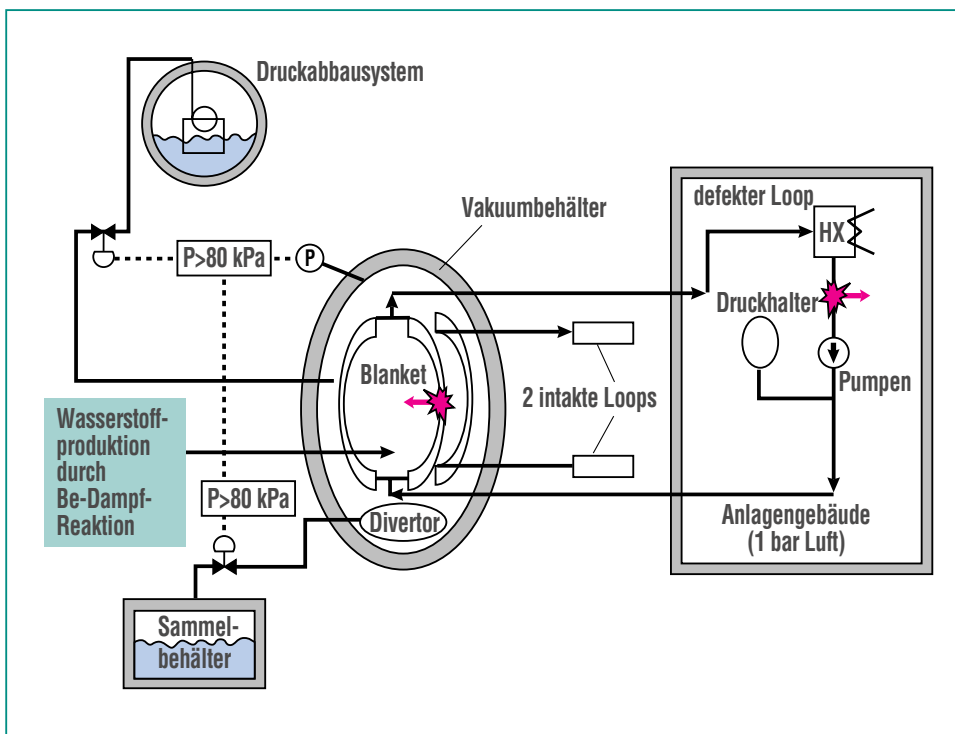 Druckabbausystem
Vakuumbehälter
defekter Loop
HX
P>80 kPa
P
Druckhalter
Blanket
2 intakte Loops
Pumpen
Wasserstoff-
produktion
durch
Be-Dampf-
Reaktion
P>80 kPa
Divertor
Anlagengebäude
(1 bar Luft)
Sammel-
behälter